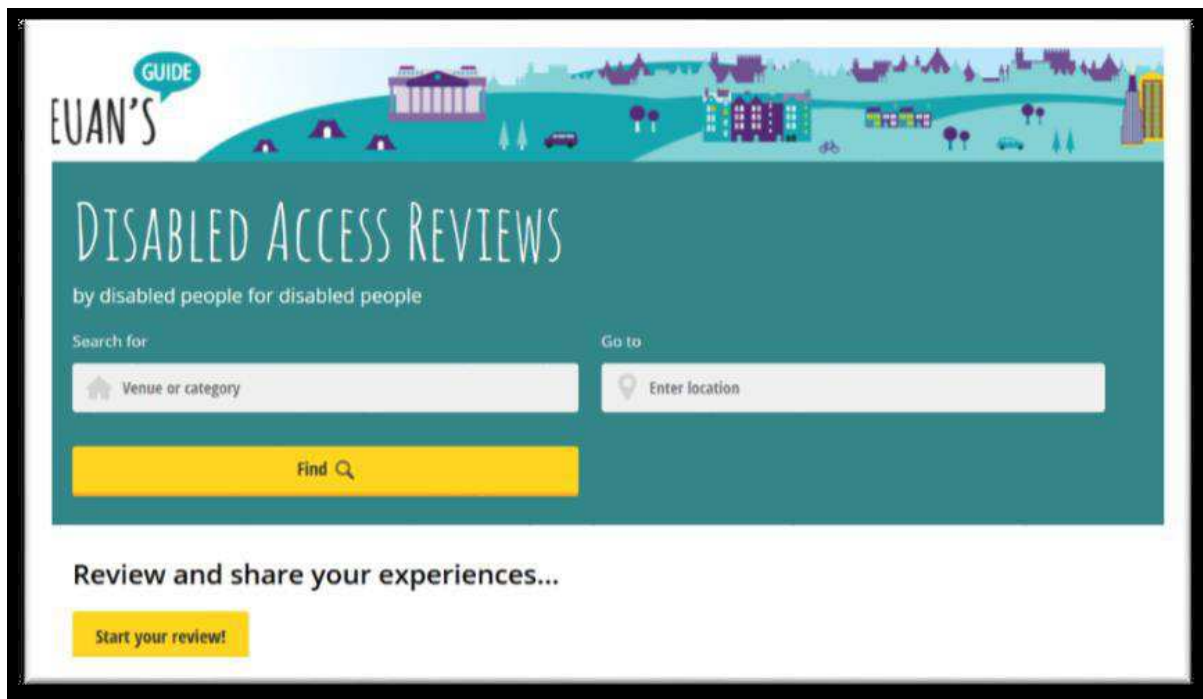 GUIDE
EUAN'S
DISABLED ACCESS REVIEWS
by disabled people for disabled people
Search for
Go to
Venue or category
Enter location
Find
Review and share your experiences...
Start your review!